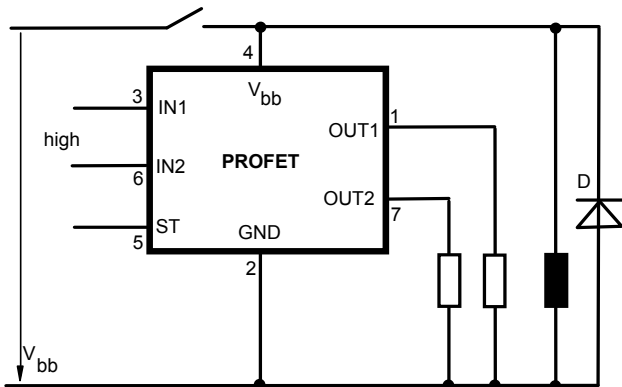 4
V bb
3
IN1
1
OUT1
high
PROFET
IN2
6
OUT2
D
7
ST
GND
5
2
V bb